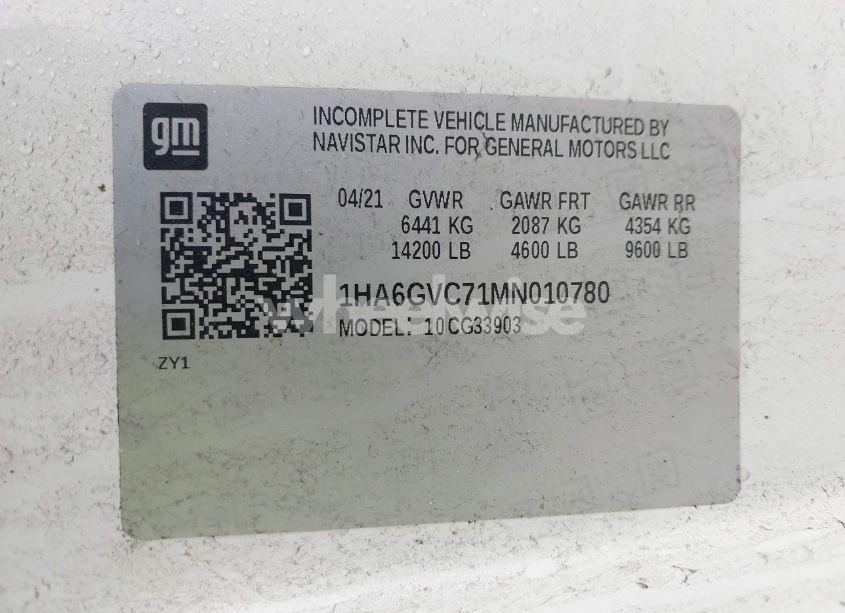 gm
INCOMPLETE VEHICLE MANUFACTURED BY
NAVISTAR INC. FOR GENERAL MOTORS LLC
04/21 GVWR GAWR FRT GAWR RR
6441 KG 2087 KG 4354 KG
14200 LB 4600 LB 9600 LB
1HA6GVC71MN010780
wheelwise
MODEL: 10CG33903
ZY1